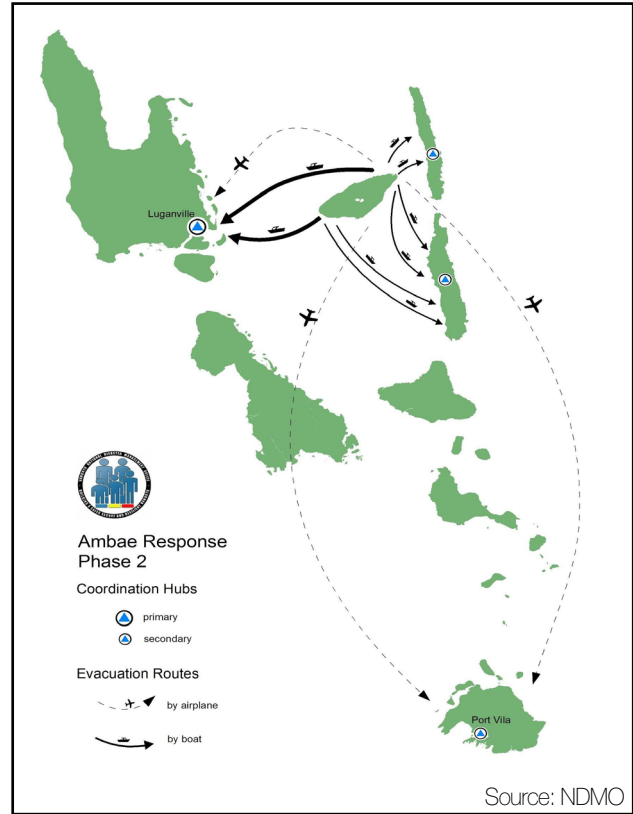 Luganville
Port Vila
Ambae Response
Phase 2
Coordination Hubs
primary
secondary
Evacuation Routes
by airplane
by boat
Source: NDMO